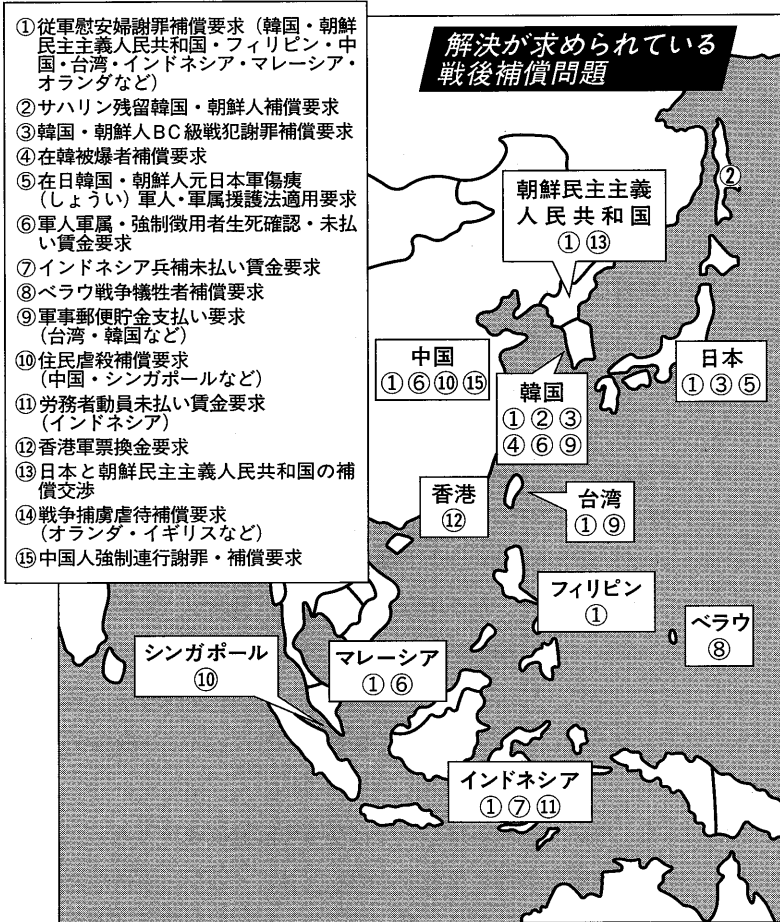 ①従軍慰安婦謝罪補償要求(韓国・朝鮮
民主主義人民共和国・フィリピン・中
国・台湾・インドネシア・マレーシア・
オランダなど)
②サハリン残留韓国・朝鮮人補償要求
③韓国・朝鮮人BC級戦犯謝罪補償要求
④在韓被爆者補償要求
⑤在日韓国・朝鮮人元日本軍傷痍
(しょうい)軍人・軍属援護法適用要求
⑥軍人軍属・強制徴用者生死確認・未払
い賃金要求
⑦インドネシア兵補未払い賃金要求
⑧ベラウ戦争犠牲者補償要求
⑨軍事郵便貯金支払い要求
(台湾・韓国など)
⑩住民虐殺補償要求
(中国・シンガポールなど)
⑪労務者動員未払い賃金要求
(インドネシア)
⑫香港軍票換金要求
⑬日本と朝鮮民主主義人民共和国の補
償交渉
⑭戦争捕虜虐待補償要求
(オランダ・イギリスなど)
⑮中国人強制連行謝罪・補償要求
解決が求められている
戦後補償問題
②
朝鮮民主主義
人民共和国
①⑬
中国
①⑥⑩⑮
韓国
①②③
④⑥⑨
日本
①③⑤
香港
⑫
台湾
①⑨
フィリピン
①
ベラウ
⑧
シンガポール
⑩
マレーシア
①⑥
インドネシア
①⑦⑪